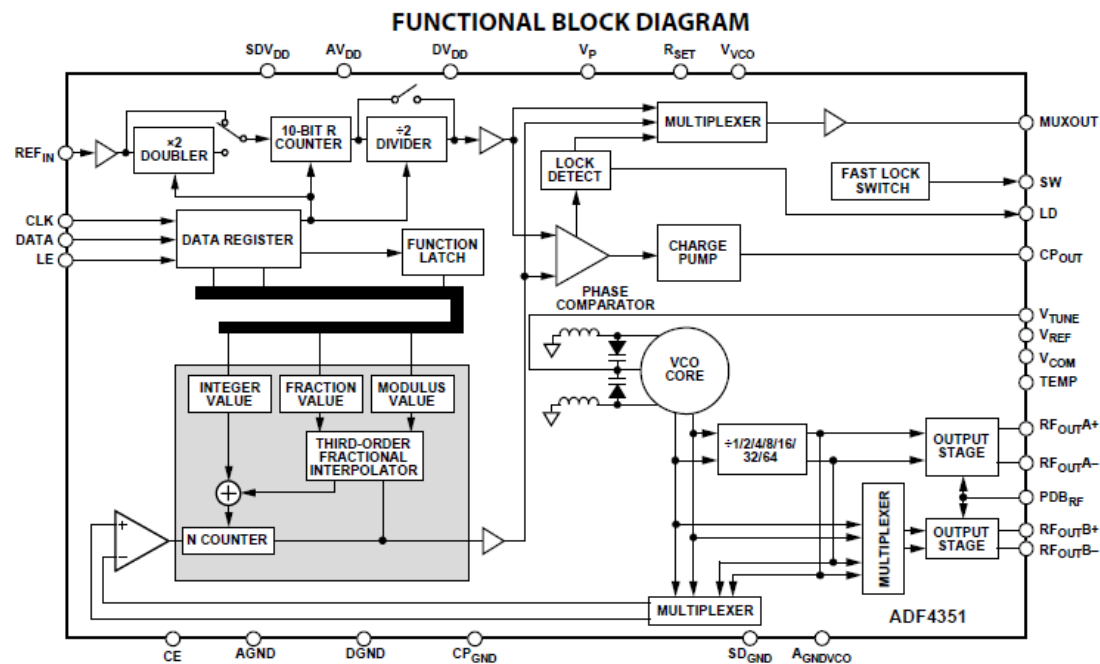 FUNCTIONAL BLOCK DIAGRAM
SDVDD
AVDD
DVDD
VP
RSET
VVCO
REFIN
×2
DOUBLER
10-BIT R
COUNTER
÷2
DIVIDER
MULTIPLEXER
MUXOUT
LOCK
DETECT
FAST LOCK
SWITCH
SW
LD
CLK
DATA
LE
DATA REGISTER
FUNCTION
LATCH
CHARGE
PUMP
CPOUT
PHASE
COMPARATOR
VTUNE
VREF
VCOM
TEMP
VCO
CORE
INTEGER
VALUE
FRACTION
VALUE
MODULUS
VALUE
THIRD-ORDER
FRACTIONAL
INTERPOLATOR
+
−
N COUNTER
÷1/2/4/8/16/
32/64
OUTPUT
STAGE
RFOUTA+
RFOUTA−
PDBRF
MULTIPLEXER
OUTPUT
STAGE
RFOUTB+
RFOUTB−
MULTIPLEXER
ADF4351
CE
AGND
DGND
CPGND
SDGND
AGNDVCO